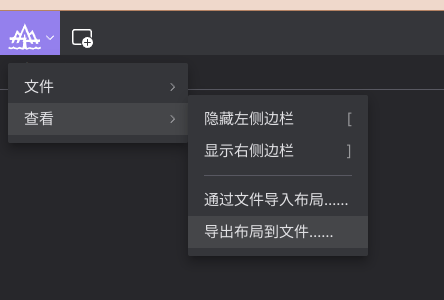 文件
查看
隐藏左侧边栏 [
显示右侧边栏 ]
通过文件导入布局......
导出布局到文件......